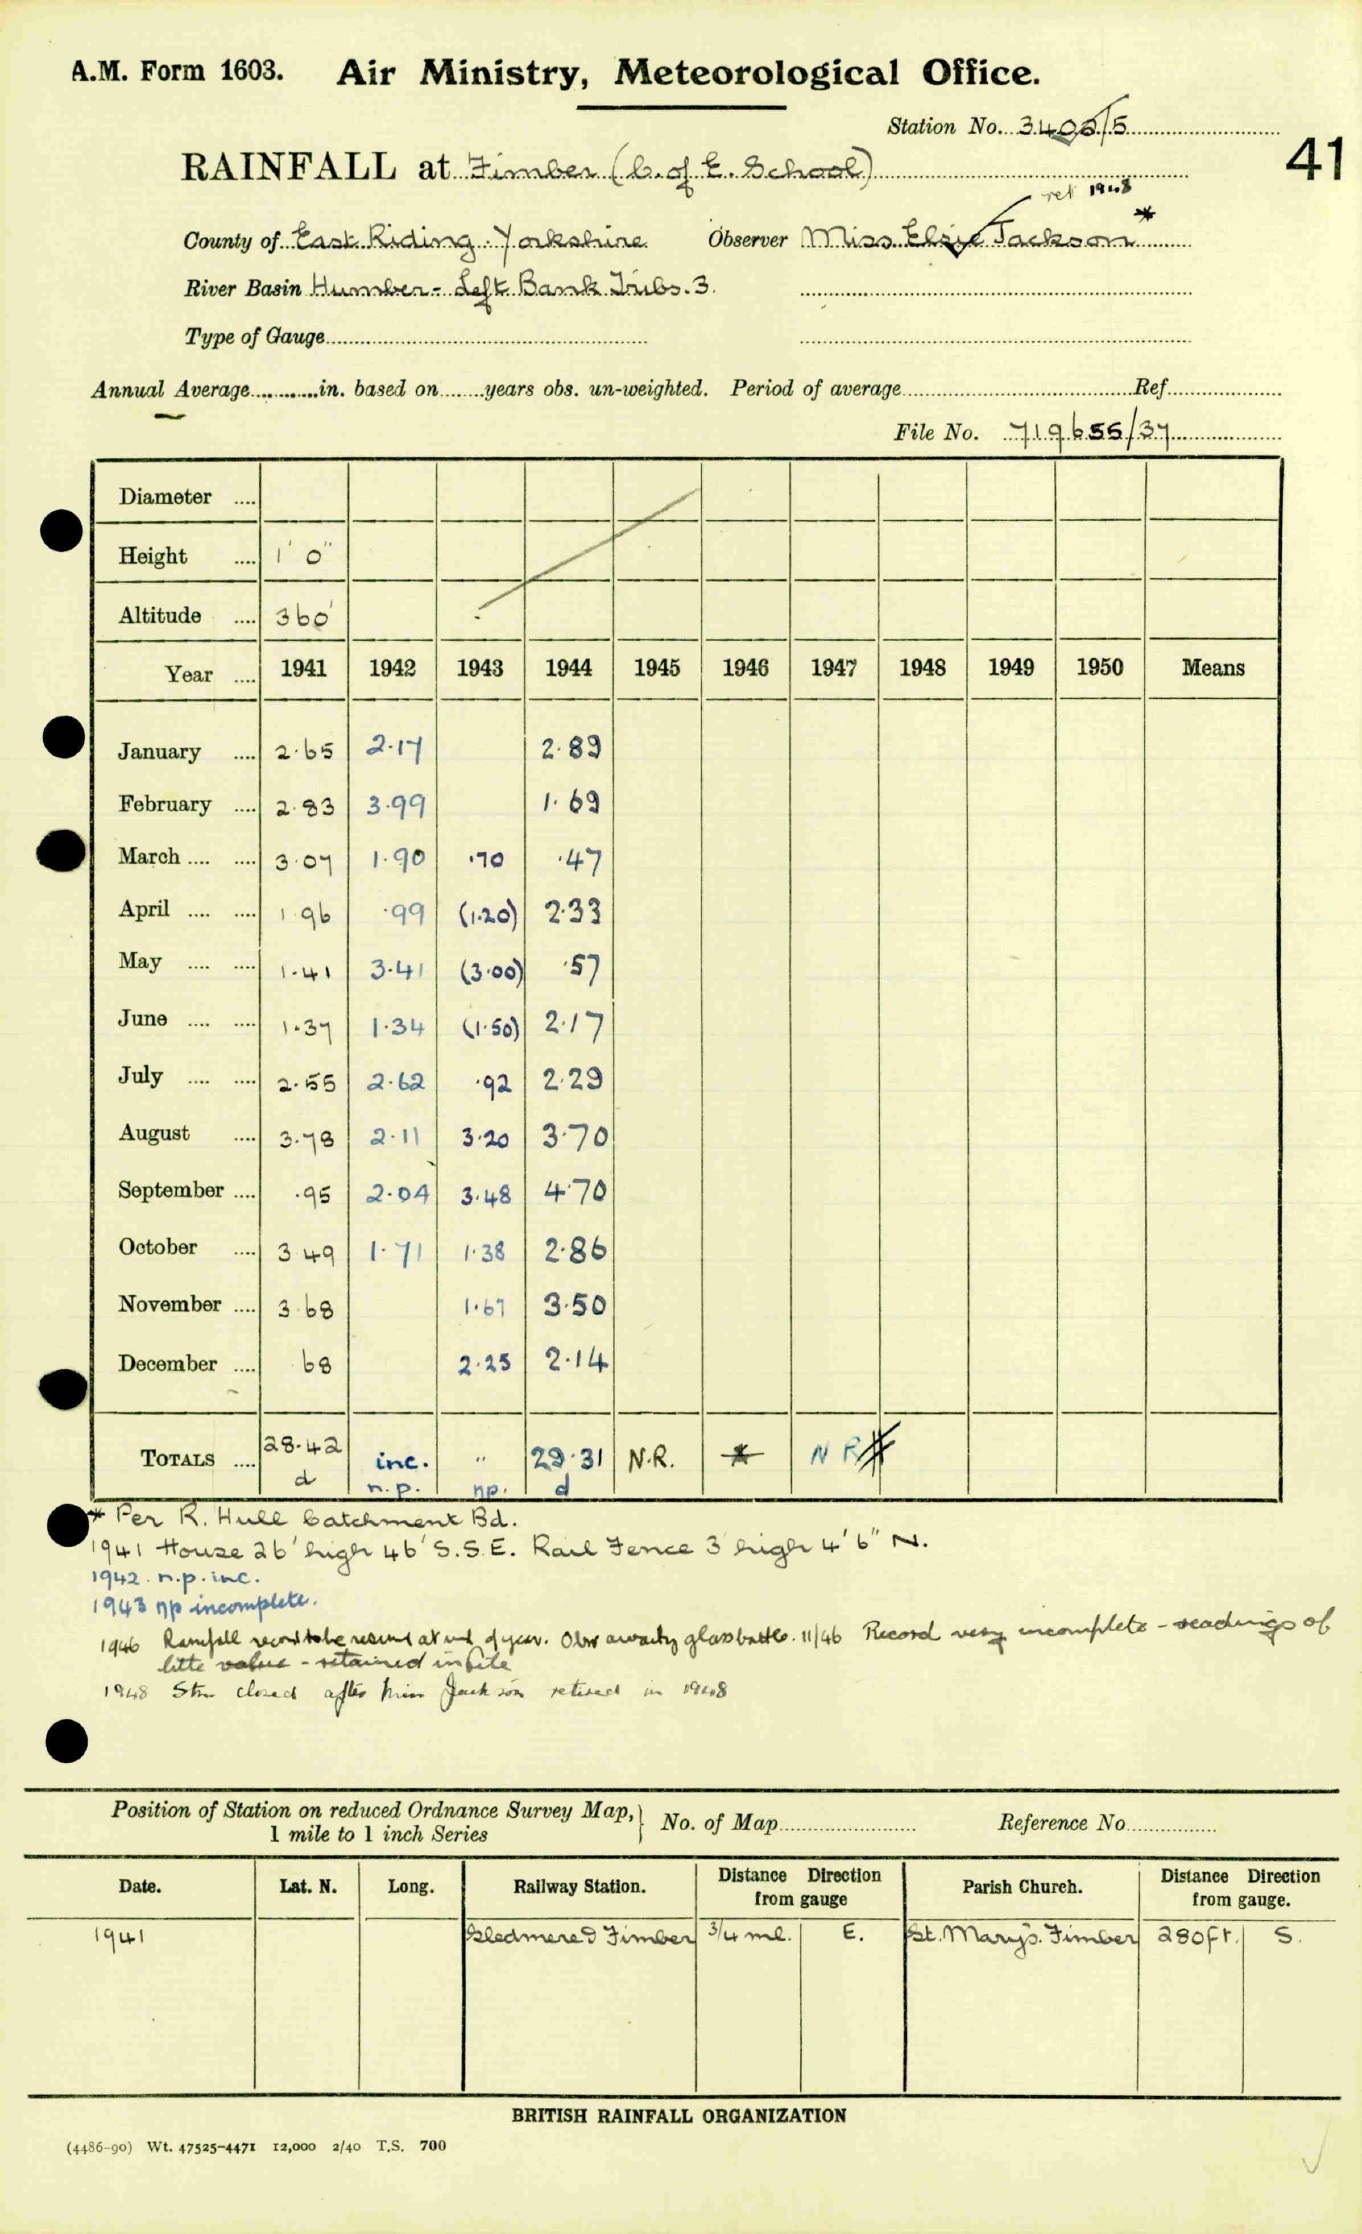 A.M. Form 1603. Air Ministry, Meteorological Office.
Station No. 3406/5
41
RAINFALL at Fimber (C. of E. School)
ret 1948
County of East Riding. Yorkshire Observer Miss Elsie Jackson *
River Basin Humber - Left Bank Tribs. 3.
Type of Gauge
Annual Average in. based on years obs. un-weighted. Period of average Ref.
File No. 719655/37
Diameter
Height 1' 0"
Altitude 360'
Year 1941 1942 1943 1944 1945 1946 1947 1948 1949 1950 Means
January 2.65 2.17 2.89
February 2.83 3.99 1.69
March 3.07 1.90 .70 .47
April 1.96 .99 (1.20) 2.33
May 1.41 3.41 (3.00) .57
June 1.37 1.34 (1.50) 2.17
July 2.55 2.62 .92 2.29
August 3.78 2.11 3.20 3.70
September .95 2.04 3.48 4.70
October 3.49 1.71 1.38 2.86
November 3.68 1.67 3.50
December 68 2.25 2.14
TOTALS 28.42 inc. " 29.31 N.R. * N R
d n.p. np. d
* Per R. Hull Catchment Bd.
1941 House 26' high 46' S.S.E. Rail Fence 3' high 4' 6" N.
1942. n.p. inc.
1943 np incomplete.
1946 Rainfall record to be resumed at end of year. Obsr awaiting glass bottle. 11/46 Record very incomplete - readings of
little value - retained in file
1948 Stn closed after Miss Jackson retired in 1948
Position of Station on reduced Ordnance Survey Map, } No. of Map Reference No
1 mile to 1 inch Series
Date. Lat. N. Long. Railway Station. Distance Direction from gauge Parish Church. Distance Direction from gauge.
1941 Sledmere & Fimber 3/4 ml. E. St. Mary's. Fimber 280 ft. S.
BRITISH RAINFALL ORGANIZATION
(4486-90) Wt. 47525-4471 12,000 2/40 T.S. 700